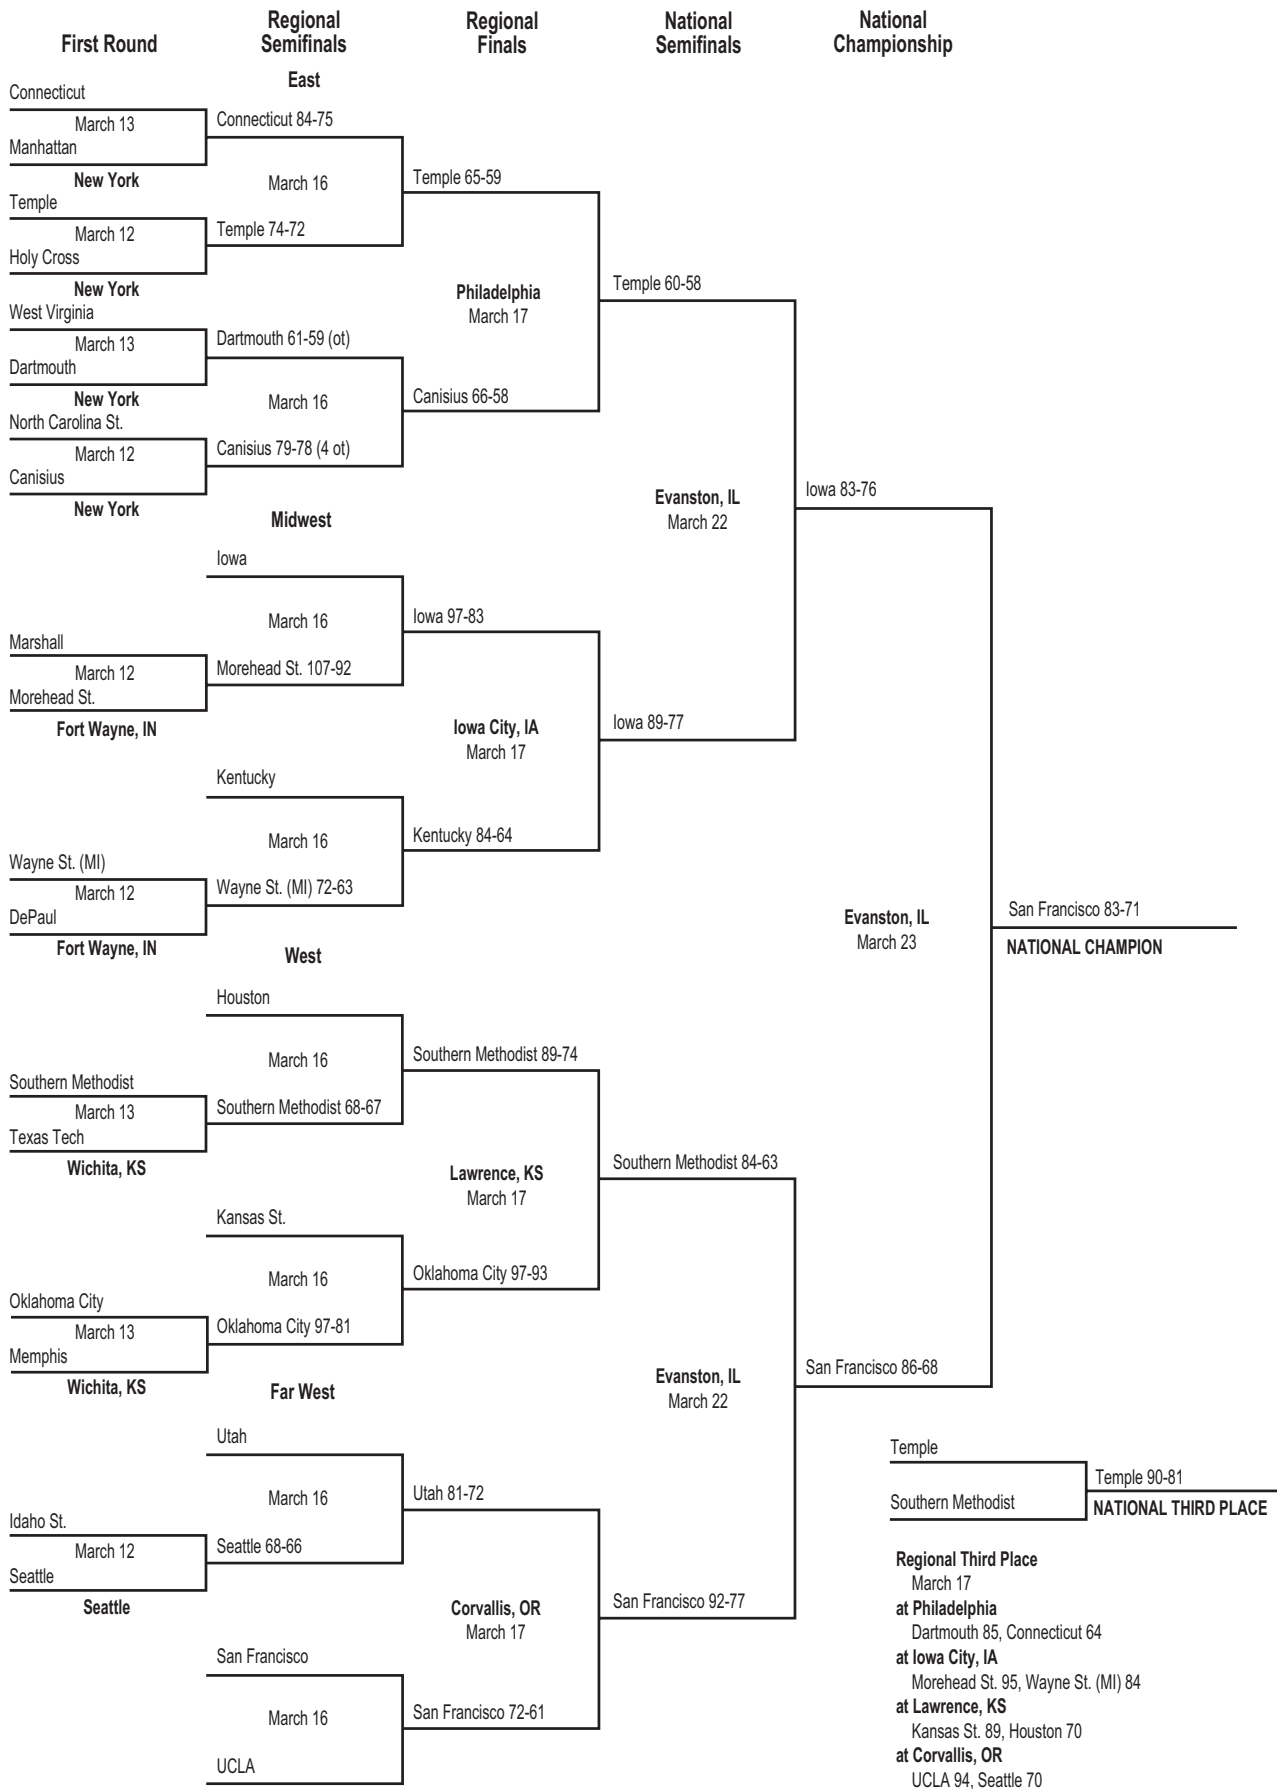 First Round
Regional
Semifinals
Regional
Finals
National
Semifinals
National
Championship
East
Connecticut
March 13
Manhattan
New York
Connecticut 84-75
March 16
Temple
March 12
Holy Cross
New York
Temple 74-72
Temple 65-59
West Virginia
March 13
Dartmouth
New York
Dartmouth 61-59 (ot)
March 16
North Carolina St.
March 12
Canisius
New York
Canisius 79-78 (4 ot)
Canisius 66-58
Philadelphia
March 17
Temple 60-58
Midwest
Iowa
March 16
Marshall
March 12
Morehead St.
Fort Wayne, IN
Morehead St. 107-92
Iowa 97-83
Kentucky
March 16
Wayne St. (MI)
March 12
DePaul
Fort Wayne, IN
Wayne St. (MI) 72-63
Kentucky 84-64
Iowa City, IA
March 17
Iowa 89-77
Evanston, IL
March 22
Iowa 83-76
West
Houston
March 16
Southern Methodist
March 13
Texas Tech
Wichita, KS
Southern Methodist 68-67
Southern Methodist 89-74
Kansas St.
March 16
Oklahoma City
March 13
Memphis
Wichita, KS
Oklahoma City 97-81
Oklahoma City 97-93
Lawrence, KS
March 17
Southern Methodist 84-63
Far West
Utah
March 16
Idaho St.
March 12
Seattle
Seattle
Seattle 68-66
Utah 81-72
San Francisco
March 16
UCLA
San Francisco 72-61
Corvallis, OR
March 17
San Francisco 92-77
Evanston, IL
March 22
San Francisco 86-68
Evanston, IL
March 23
San Francisco 83-71
NATIONAL CHAMPION
Temple
Southern Methodist
Temple 90-81
NATIONAL THIRD PLACE
Regional Third Place
March 17
at Philadelphia
Dartmouth 85, Connecticut 64
at Iowa City, IA
Morehead St. 95, Wayne St. (MI) 84
at Lawrence, KS
Kansas St. 89, Houston 70
at Corvallis, OR
UCLA 94, Seattle 70